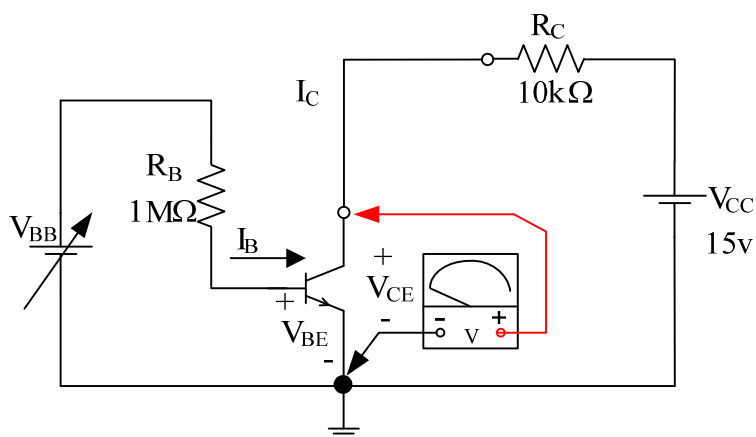 R_C
10kΩ
I_C
R_B
1MΩ
V_BB
I_B
V_CC
15v
+
V_CE
-
+
V_BE
-
- +
V